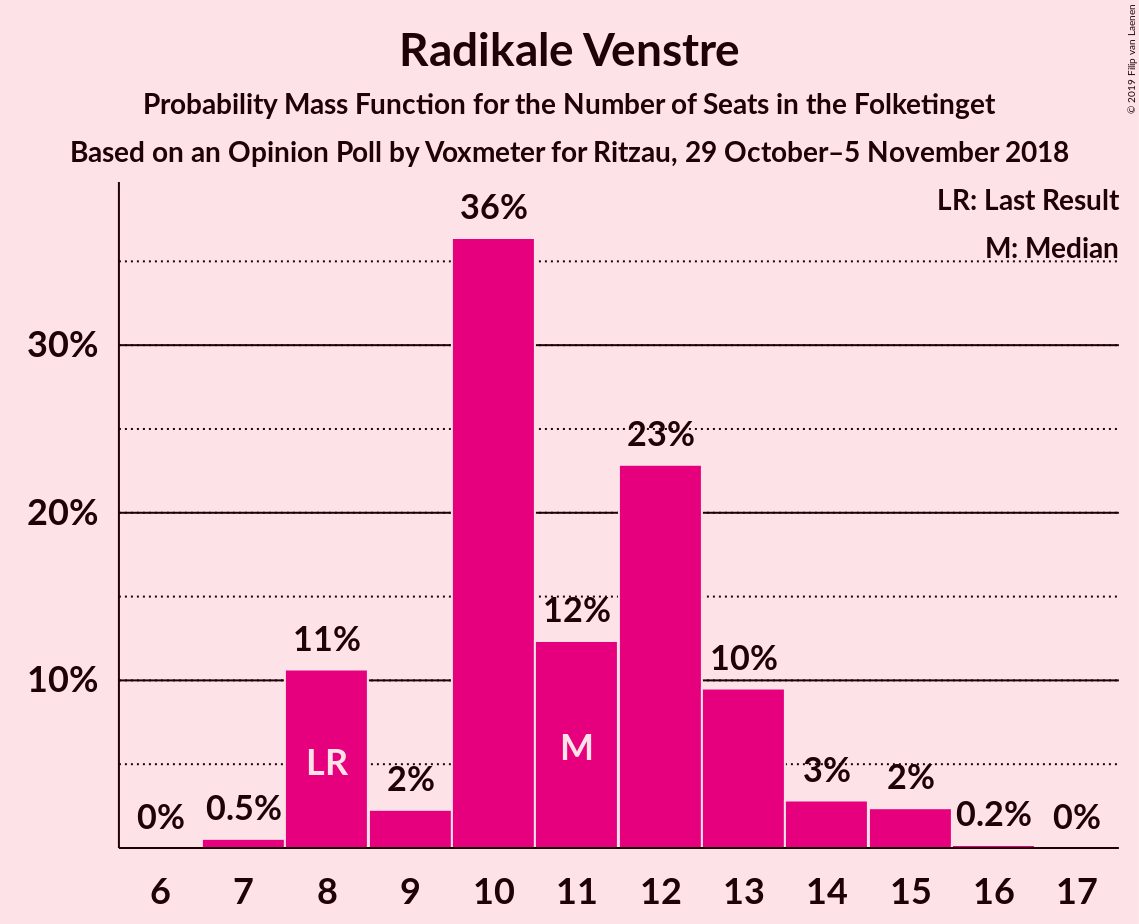 Radikale Venstre
Probability Mass Function for the Number of Seats in the Folketinget
Based on an Opinion Poll by Voxmeter for Ritzau, 29 October–5 November 2018
© 2019 Filip van Laenen
LR: Last Result
M: Median
36%
30%
23%
20%
12%
11%
10%
10%
LR
M
2%
3%
2%
0%
0.5%
0.2%
0%
6 7 8 9 10 11 12 13 14 15 16 17